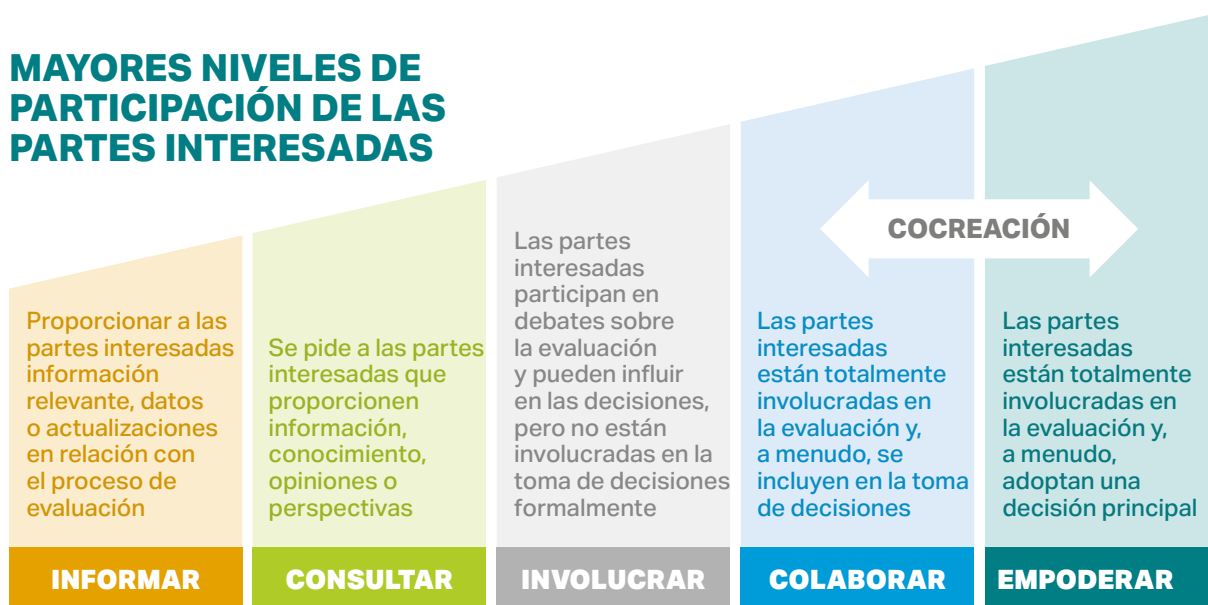 MAYORES NIVELES DE
PARTICIPACIÓN DE LAS
PARTES INTERESADAS
Proporcionar a las
partes interesadas
información
relevante, datos
o actualizaciones
en relación con
el proceso de
evaluación
INFORMAR
Se pide a las partes
interesadas que
proporcionen
información,
conocimiento,
opiniones o
perspectivas
CONSULTAR
Las partes
interesadas
participan en
debates sobre
la evaluación
y pueden influir
en las decisiones,
pero no están
involucradas en la
toma de decisiones
formalmente
INVOLUCRAR
COCREACIÓN
Las partes
interesadas
están totalmente
involucradas en
la evaluación y,
a menudo, se
incluyen en la toma
de decisiones
COLABORAR
Las partes
interesadas
están totalmente
involucradas en
la evaluación y,
a menudo,
adoptan una
decisión principal
EMPODERAR